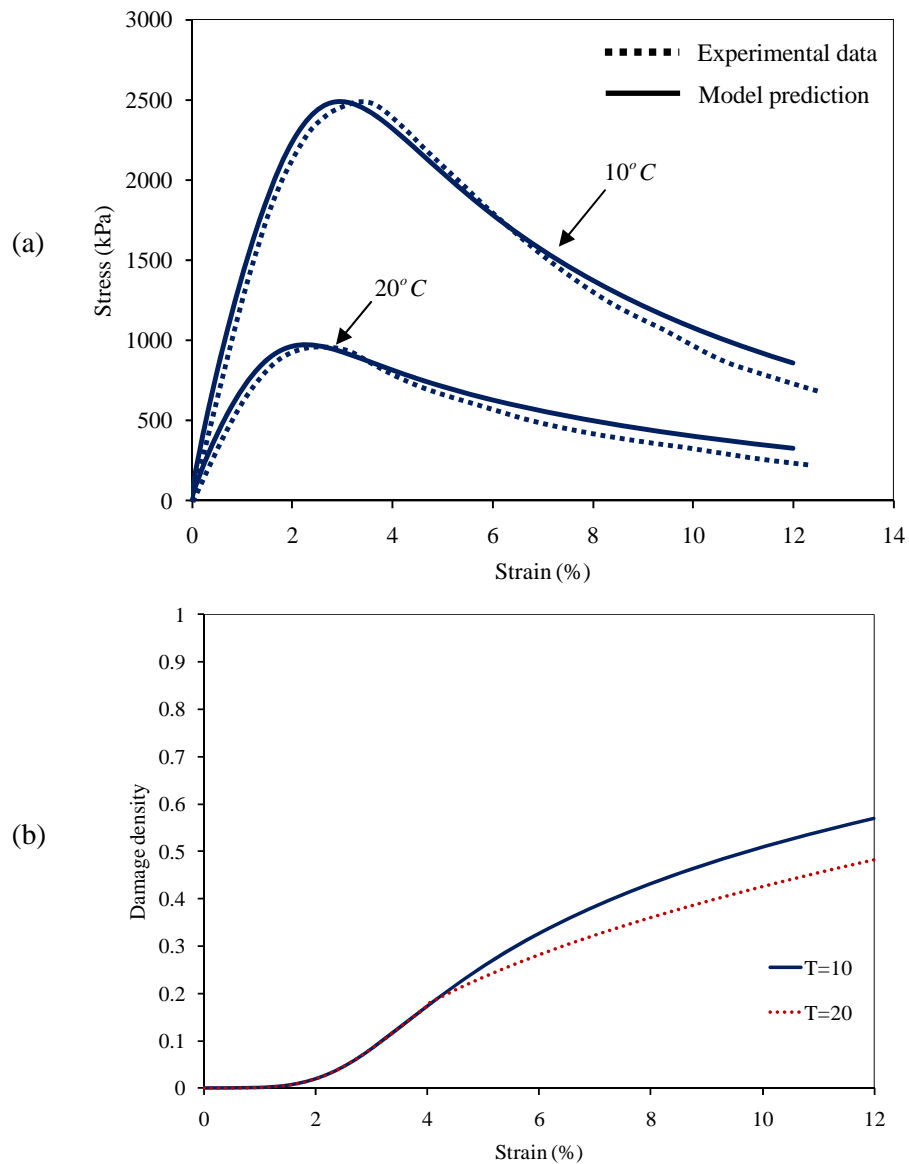 (a)
Stress (kPa)
3000
2500
2000
1500
1000
500
0
Experimental data
Model prediction
10°C
20°C
0 2 4 6 8 10 12 14
Strain (%)
(b)
Damage density
1
0.9
0.8
0.7
0.6
0.5
0.4
0.3
0.2
0.1
0
T=10
T=20
0 2 4 6 8 10 12
Strain (%)